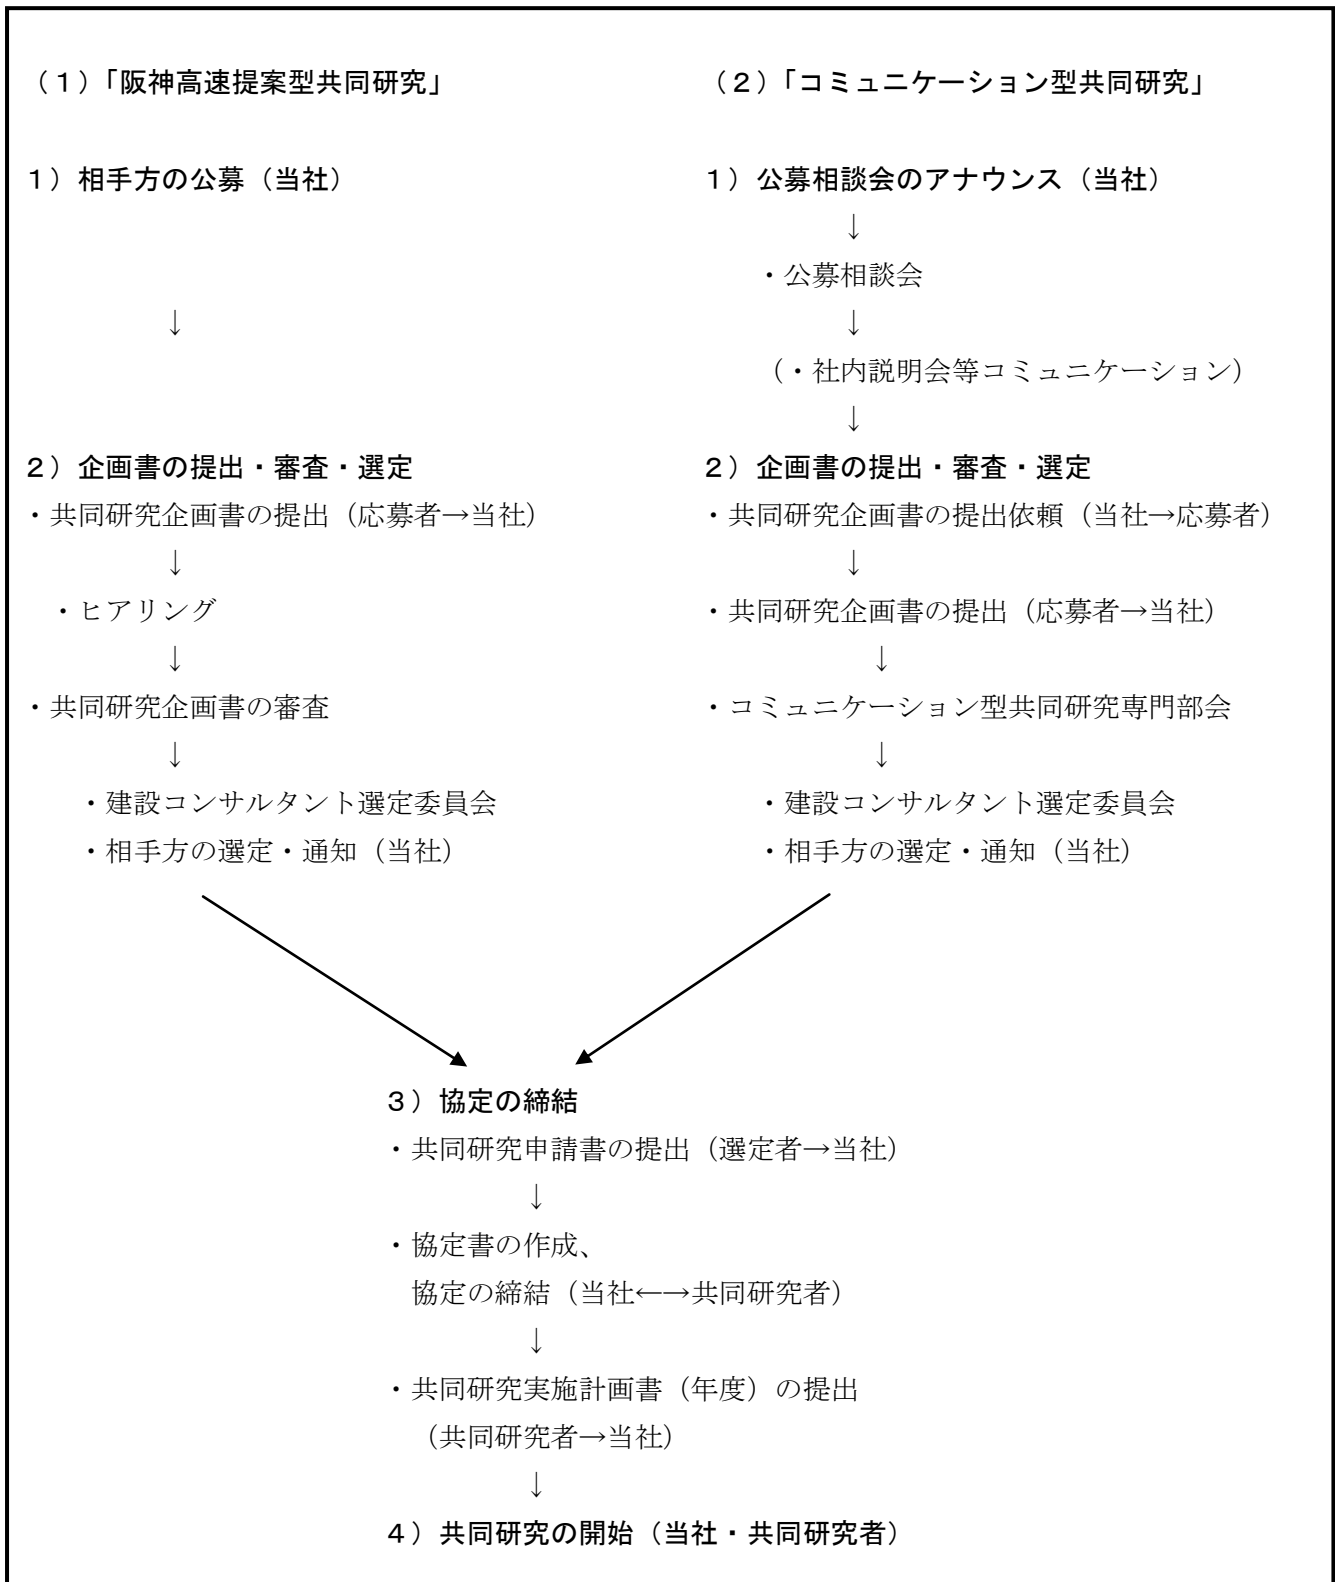 (1)「阪神高速提案型共同研究」
1)相手方の公募(当社)
↓
2)企画書の提出・審査・選定
・共同研究企画書の提出(応募者→当社)
↓
・ヒアリング
↓
・共同研究企画書の審査
↓
・建設コンサルタント選定委員会
・相手方の選定・通知(当社)
(2)「コミュニケーション型共同研究」
1)公募相談会のアナウンス(当社)
↓
・公募相談会
↓
(・社内説明会等コミュニケーション)
↓
2)企画書の提出・審査・選定
・共同研究企画書の提出依頼(当社→応募者)
↓
・共同研究企画書の提出(応募者→当社)
↓
・コミュニケーション型共同研究専門部会
↓
・建設コンサルタント選定委員会
・相手方の選定・通知(当社)
3)協定の締結
・共同研究申請書の提出(選定者→当社)
↓
・協定書の作成、
協定の締結(当社←→共同研究者)
↓
・共同研究実施計画書(年度)の提出
(共同研究者→当社)
↓
4)共同研究の開始(当社・共同研究者)